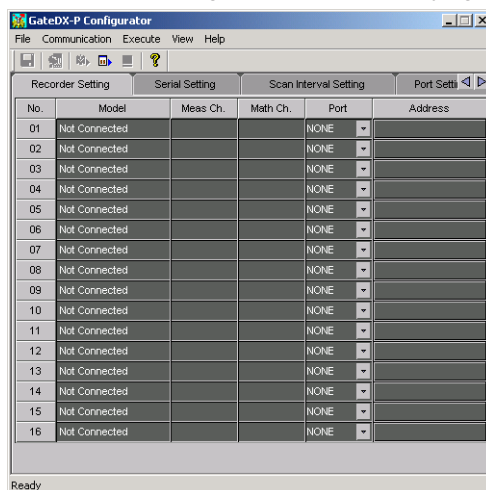 GateDX-P Configurator
File Communication Execute View Help
Recorder Setting Serial Setting Scan Interval Setting Port Settin
No. Model Meas Ch. Math Ch. Port Address
01 Not Connected NONE
02 Not Connected NONE
03 Not Connected NONE
04 Not Connected NONE
05 Not Connected NONE
06 Not Connected NONE
07 Not Connected NONE
08 Not Connected NONE
09 Not Connected NONE
10 Not Connected NONE
11 Not Connected NONE
12 Not Connected NONE
13 Not Connected NONE
14 Not Connected NONE
15 Not Connected NONE
16 Not Connected NONE
Ready